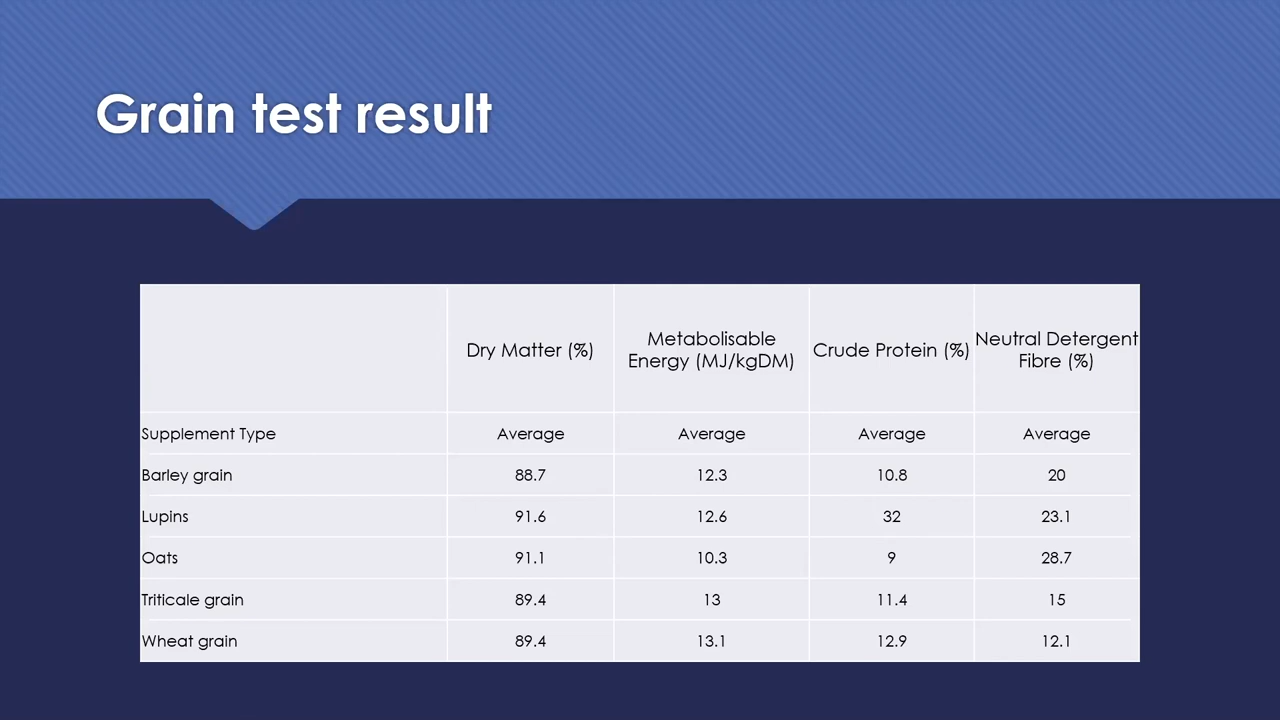 Grain test result
Dry Matter (%)
Metabolisable
Energy (MJ/kgDM)
Crude Protein (%)
Neutral Detergent
Fibre (%)
Supplement Type Average Average Average Average
Barley grain 88.7 12.3 10.8 20
Lupins 91.6 12.6 32 23.1
Oats 91.1 10.3 9 28.7
Triticale grain 89.4 13 11.4 15
Wheat grain 89.4 13.1 12.9 12.1